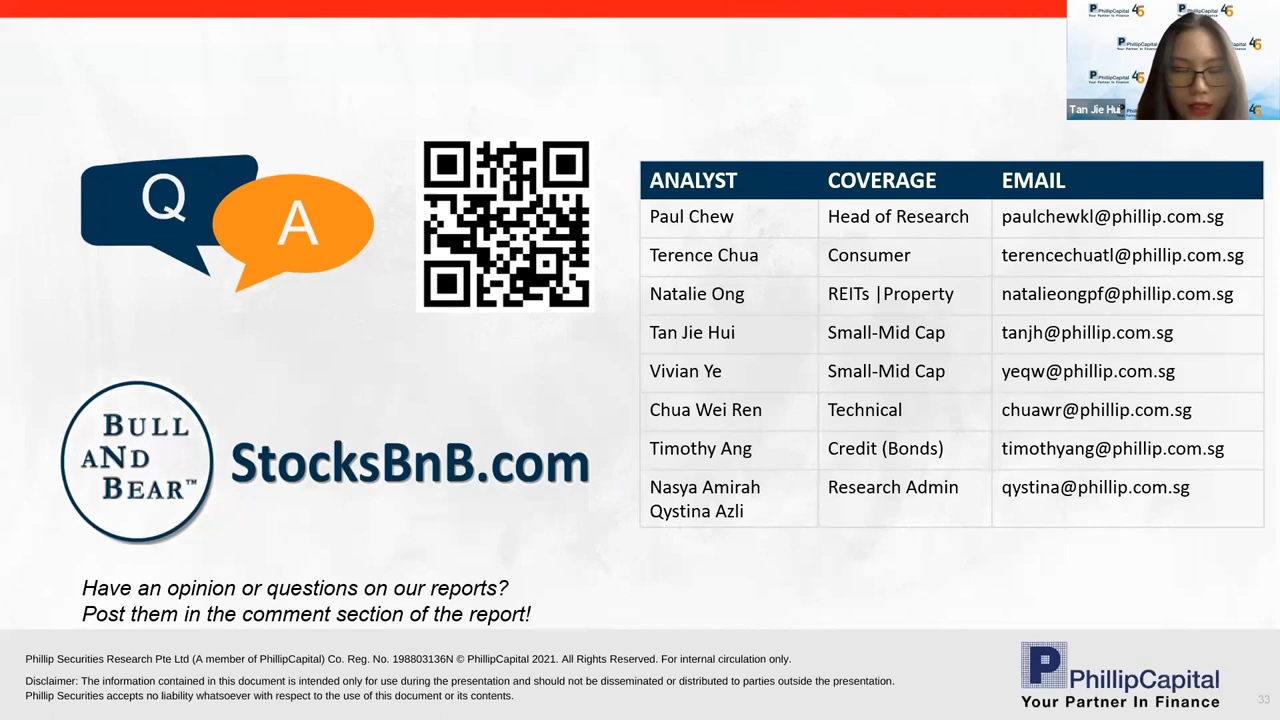 PhillipCapital
Your Partner In Finance
Tan Jie Hui
Q
A
ANALYST COVERAGE EMAIL
Paul Chew Head of Research paulchewkl@phillip.com.sg
Terence Chua Consumer terencechuatl@phillip.com.sg
Natalie Ong REITs |Property natalieongpf@phillip.com.sg
Tan Jie Hui Small-Mid Cap tanjh@phillip.com.sg
Vivian Ye Small-Mid Cap yeqw@phillip.com.sg
Chua Wei Ren Technical chuawr@phillip.com.sg
Timothy Ang Credit (Bonds) timothyang@phillip.com.sg
Nasya Amirah Research Admin qystina@phillip.com.sg
Qystina Azli
BULL
AND
BEAR™
StocksBnB.com
Have an opinion or questions on our reports?
Post them in the comment section of the report!
Phillip Securities Research Pte Ltd (A member of PhillipCapital) Co. Reg. No. 198803136N © PhillipCapital 2021. All Rights Reserved. For internal circulation only.
Disclaimer: The information contained in this document is intended only for use during the presentation and should not be disseminated or distributed to parties outside the presentation.
Phillip Securities accepts no liability whatsoever with respect to the use of this document or its contents.
PhillipCapital
Your Partner In Finance
33